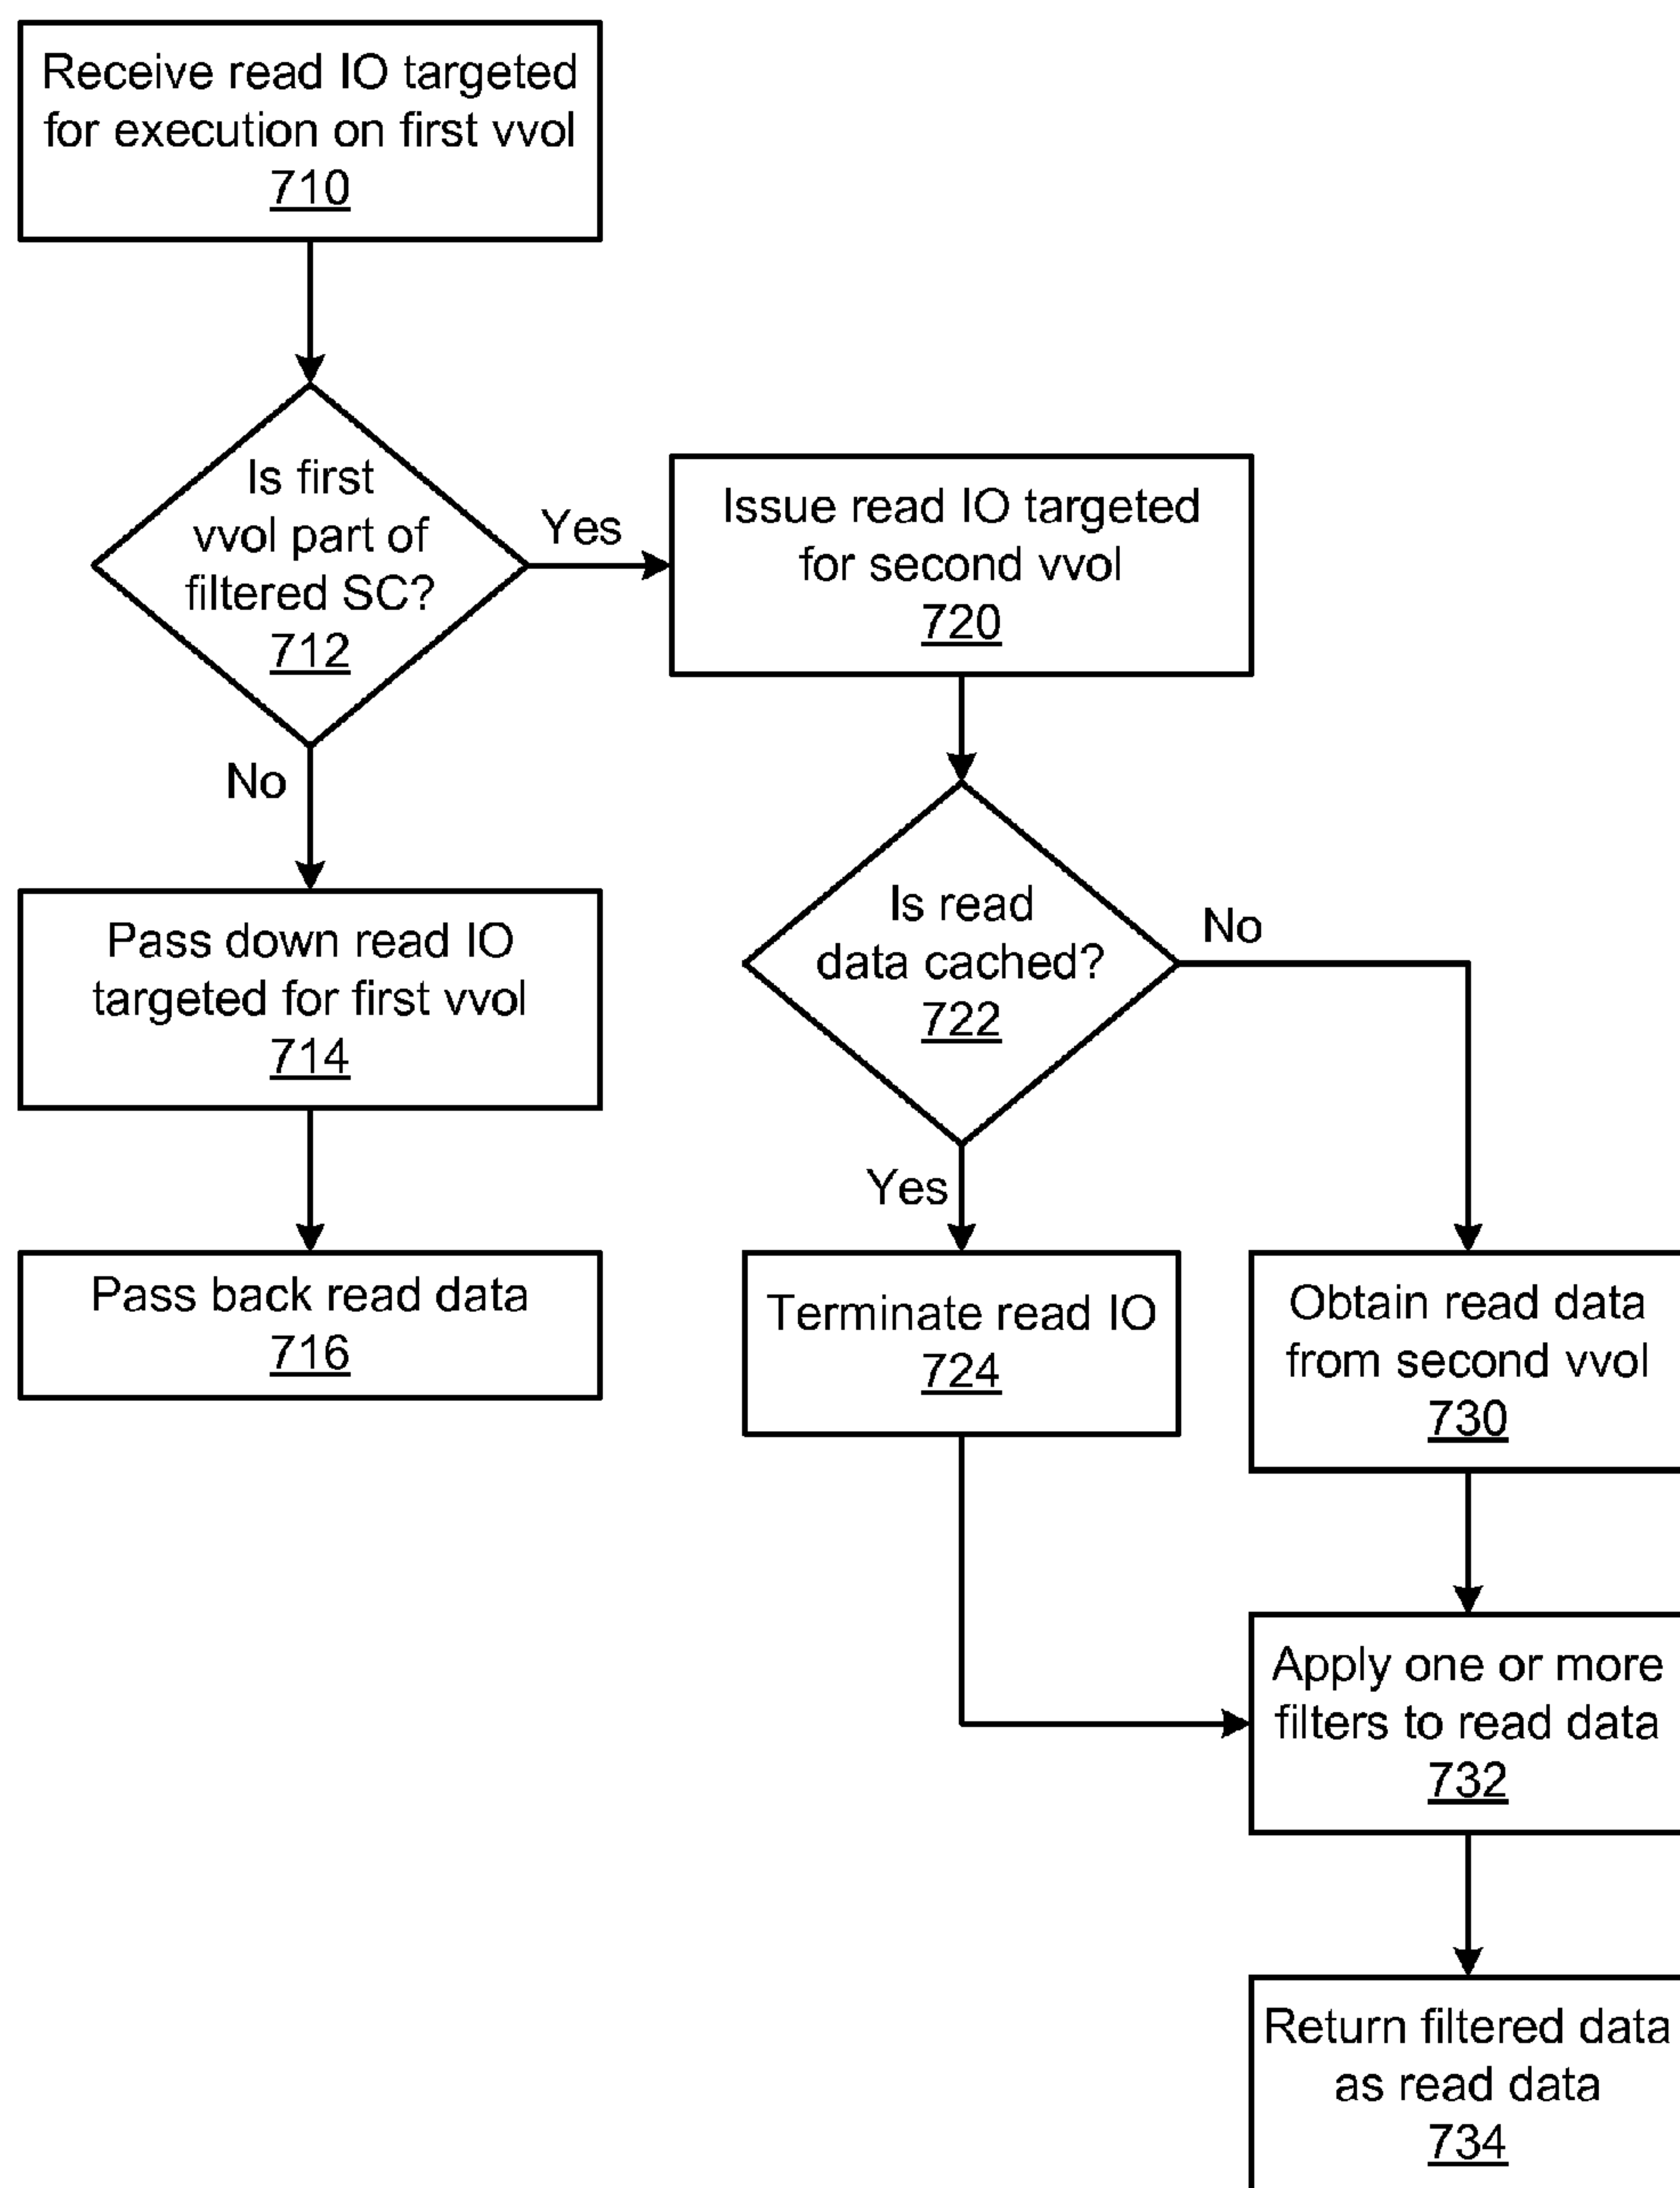 Receive read IO targeted
for execution on first vvol
710
Is first
vvol part of
filtered SC?
712
Yes
No
Pass down read IO
targeted for first vvol
714
Pass back read data
716
Issue read IO targeted
for second vvol
720
Is read
data cached?
722
No
Yes
Terminate read IO
724
Obtain read data
from second vvol
730
Apply one or more
filters to read data
732
Return filtered data
as read data
734